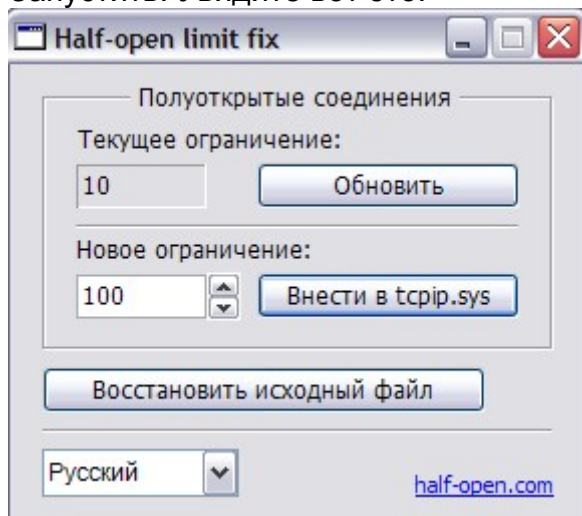 Half-open limit fix
Полуоткрытые соединения
Текущее ограничение:
10 Обновить
Новое ограничение:
100 Внести в tcpip.sys
Восстановить исходный файл
Русский half-open.com